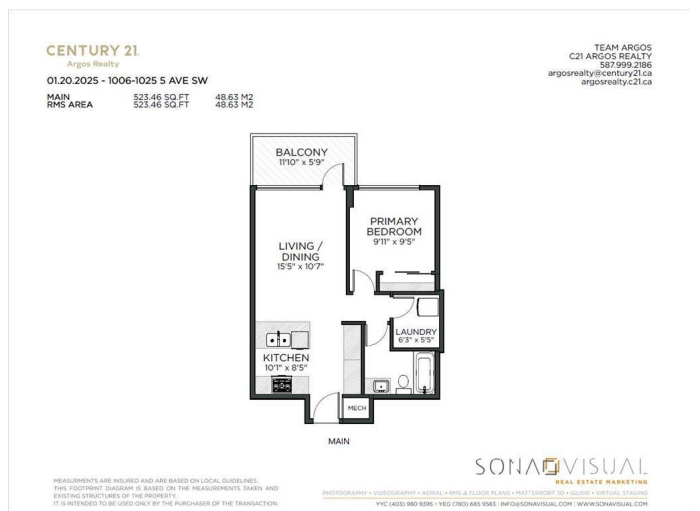 CENTURY 21.
Argos Realty
01.20.2025 - 1006-1025 5 AVE SW
MAIN 523.46 SQ.FT 48.63 M2
RMS AREA 523.46 SQ.FT 48.63 M2
TEAM ARGOS
C21 ARGOS REALTY
587.999.2186
argosrealty@century21.ca
argosrealty.c21.ca
BALCONY
11'10" x 5'9"
PRIMARY
BEDROOM
9'11" x 9'5"
LIVING /
DINING
15'5" x 10'7"
LAUNDRY
6'3" x 5'5"
KITCHEN
10'1" x 8'5"
MECH
MAIN
SONA VISUAL
REAL ESTATE MARKETING
MEASURMENTS ARE INSURED AND ARE BASED ON LOCAL GUIDELINES.
THIS FOOTPRINT DIAGRAM IS BASED ON THE MEASUREMENTS TAKEN AND
EXISTING STRUCTURES OF THE PROPERTY.
IT IS INTENDED TO BE USED ONLY BY THE PURCHASER OF THE TRANSACTION.
PHOTOGRAPHY • VIDEOGRAPHY • AERIAL • RMS & FLOOR PLANS • MATTERPORT 3D • IGUIDE • VIRTUAL STAGING
YYC (403) 980 9395 • YEG (780) 665 9583 | INFO@SONAVISUAL.COM | WWW.SONAVISUAL.COM